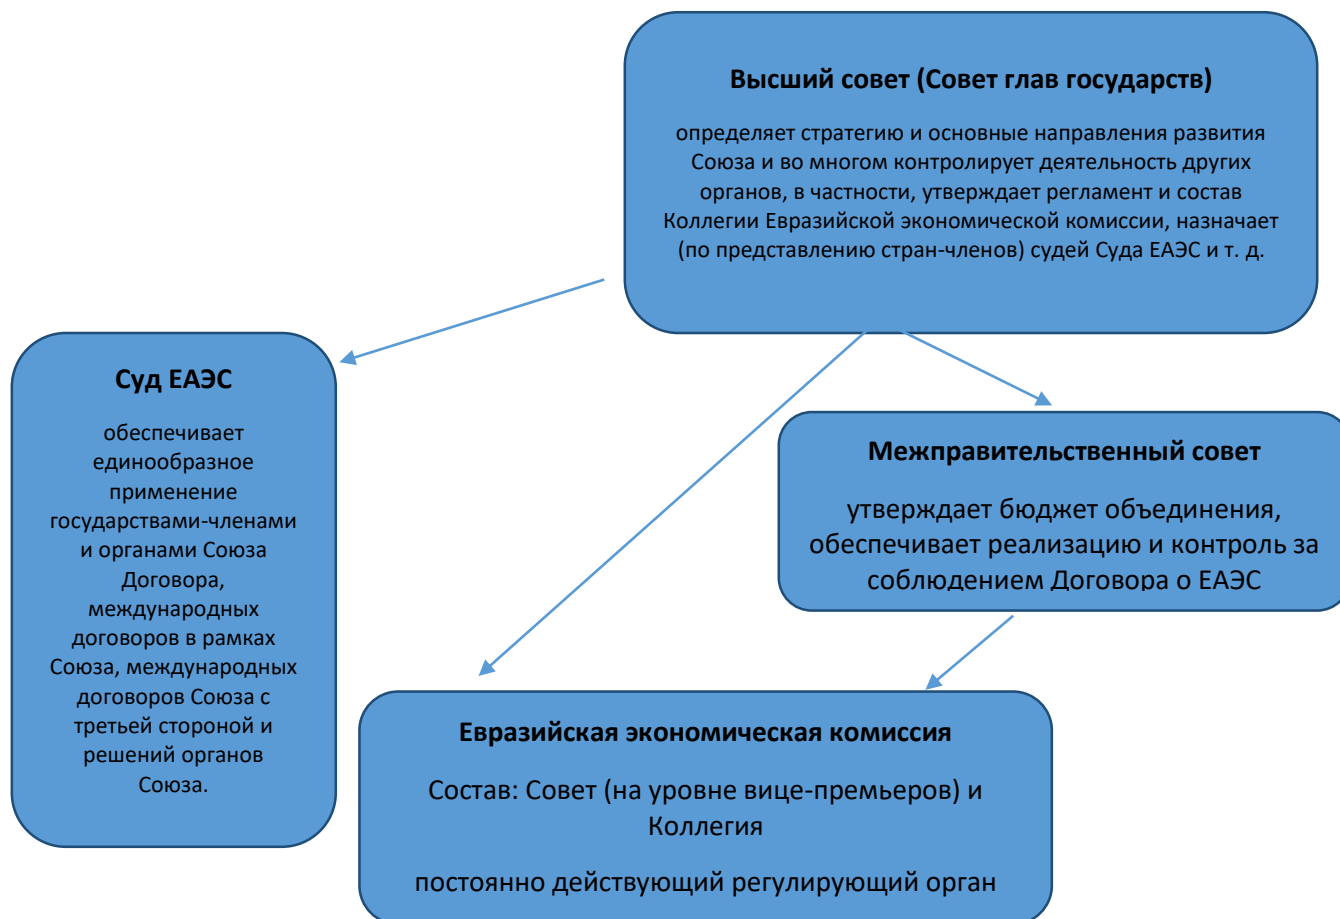 Высший совет (Совет глав государств)
определяет стратегию и основные направления развития
Союза и во многом контролирует деятельность других
органов, в частности, утверждает регламент и состав
Коллегии Евразийской экономической комиссии, назначает
(по представлению стран-членов) судей Суда ЕАЭС и т. д.
Суд ЕАЭС
обеспечивает
единообразное
применение
государствами-членами
и органами Союза
Договора,
международных
договоров в рамках
Союза, международных
договоров Союза с
третьей стороной и
решений органов
Союза.
Межправительственный совет
утверждает бюджет объединения,
обеспечивает реализацию и контроль за
соблюдением Договора о ЕАЭС
Евразийская экономическая комиссия
Состав: Совет (на уровне вице-премьеров) и
Коллегия
постоянно действующий регулирующий орган